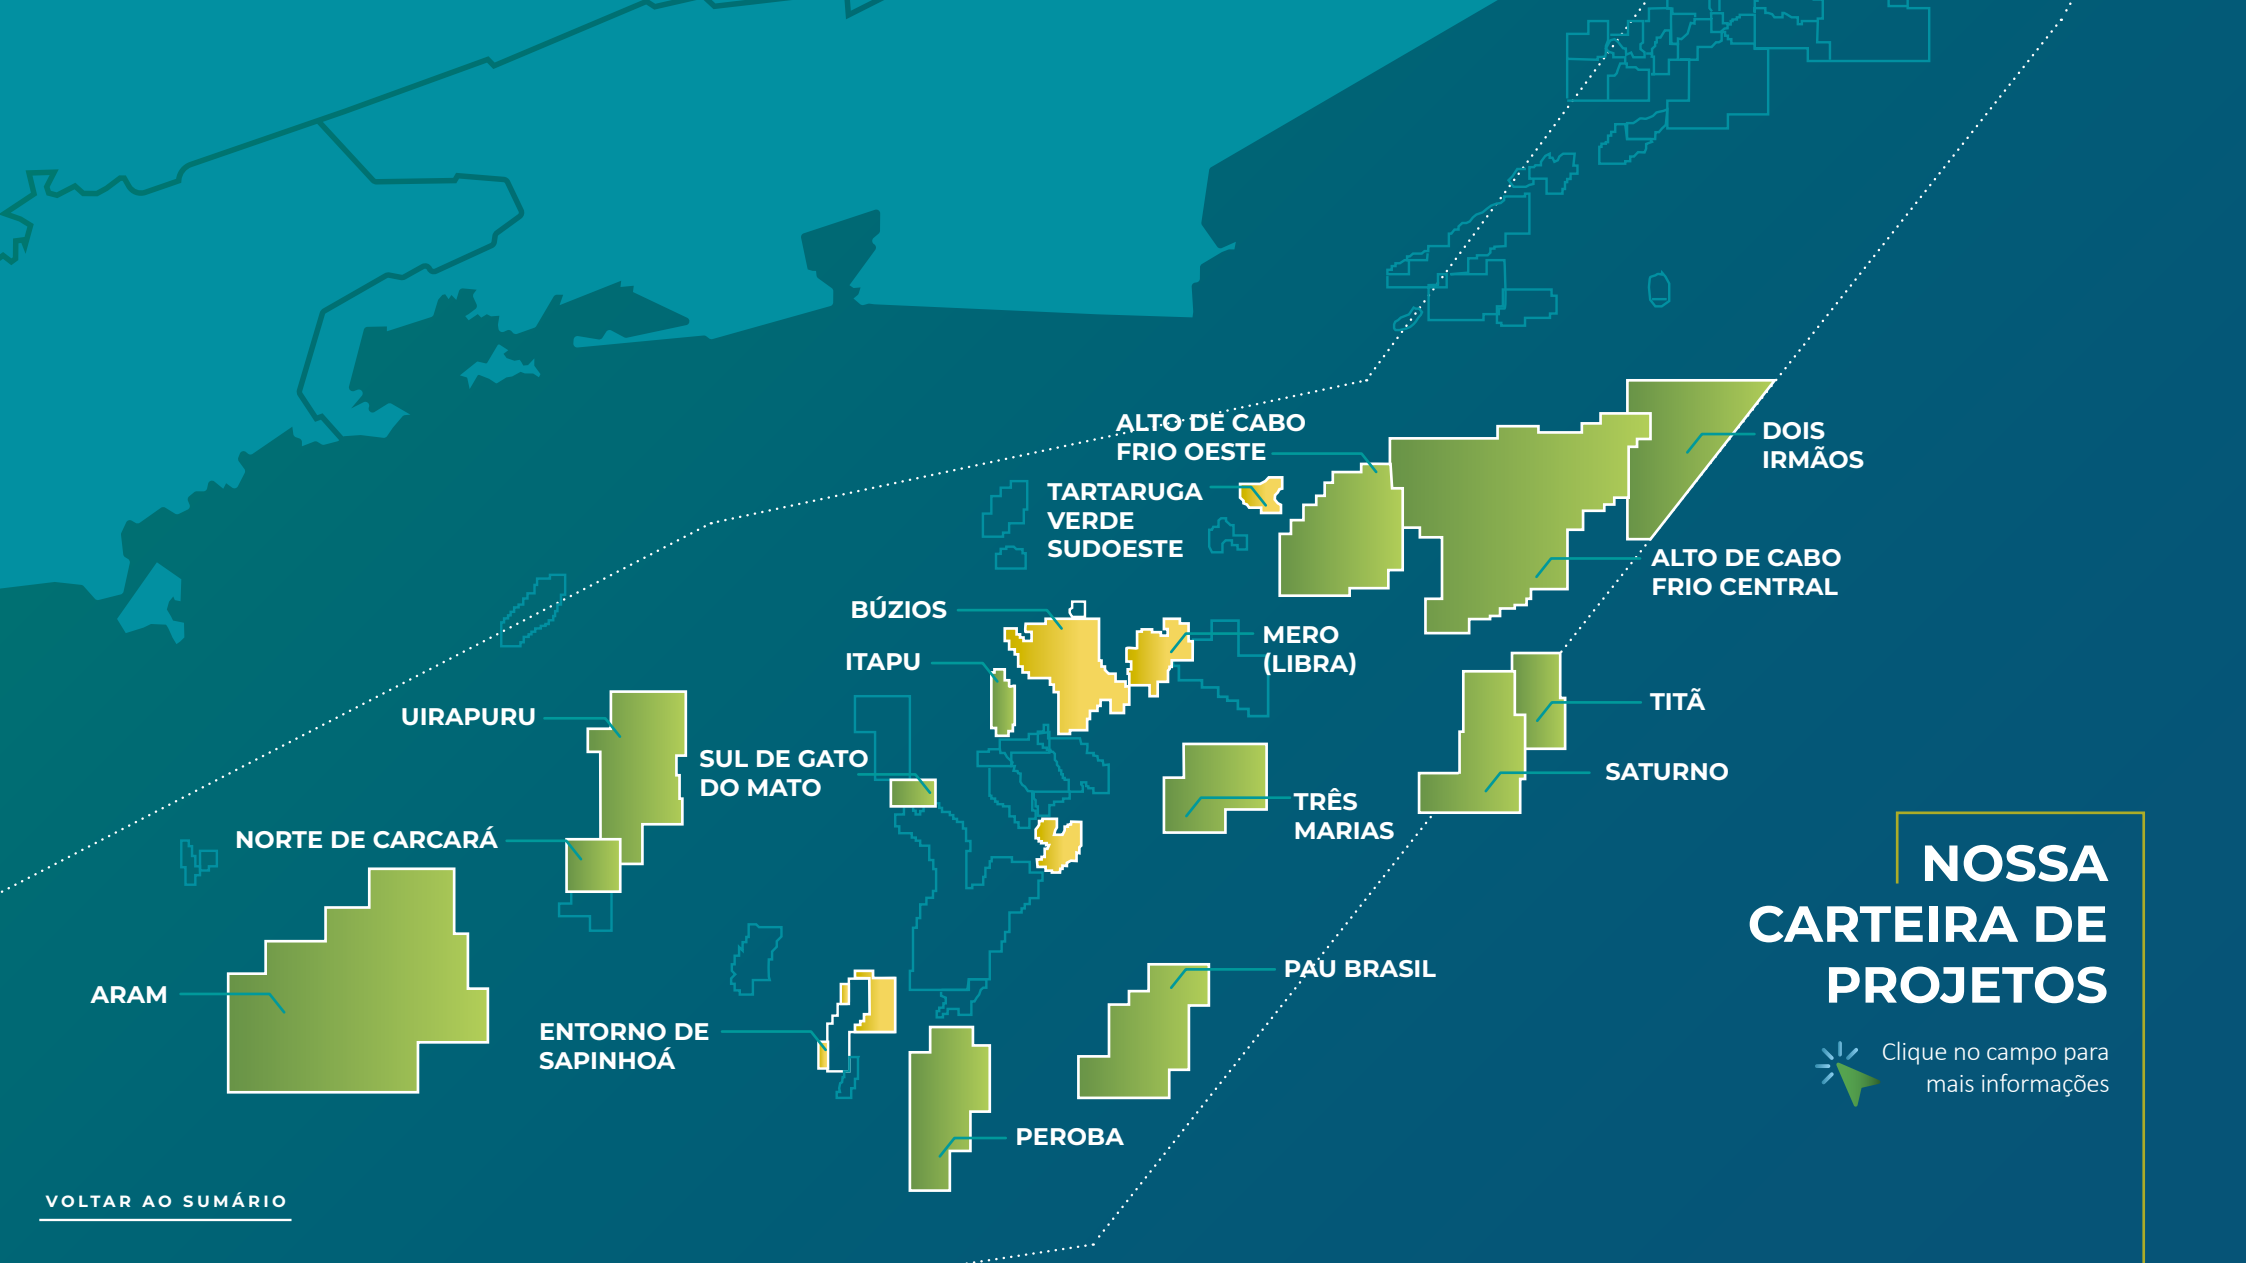 ALTO DE CABO
FRIO OESTE
DOIS
IRMÃOS
TARTARUGA
VERDE
SUDOESTE
ALTO DE CABO
FRIO CENTRAL
BÚZIOS
MERO
(LIBRA)
ITAPU
TITÃ
UIRAPURU
SUL DE GATO
DO MATO
SATURNO
TRÊS
MARIAS
NORTE DE CARCARÁ
PAU BRASIL
ARAM
ENTORNO DE
SAPINHOÁ
PEROBA
NOSSA
CARTEIRA DE
PROJETOS
Clique no campo para
mais informações
VOLTAR AO SUMÁRIO